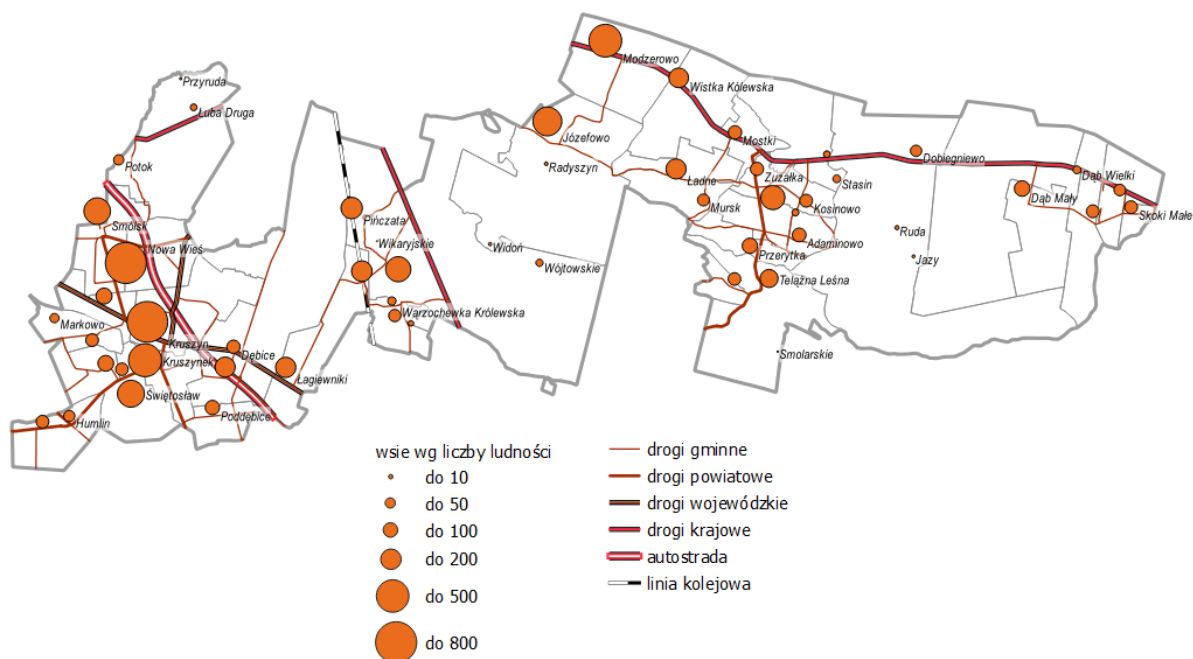 Modzerowo
Przyruda
Wistka Kólewska
Łuba Druga
Józefowo
Mostki
Dobiegniewo
Potok
Radyszyn
Ładne
Zuzałka
Stasin
Dąb Wielki
Dąb Mały
Mursk
Kosinowo
Skoki Małe
Smólsk
Pińczata
Ruda
Nowa Wieś
Wikaryjskie
Widoń
Adaminowo
Przerytka
Jazy
Wójtowskie
Telążna Leśna
Markowo
Warzochewka Królewska
Kruszyn
Smolarskie
Dębice
Kruszynek
Łagiewniki
Świętosław
Poddębice
Humlin
wsie wg liczby ludności
do 10
do 50
do 100
do 200
do 500
do 800
drogi gminne
drogi powiatowe
drogi wojewódzkie
drogi krajowe
autostrada
linia kolejowa